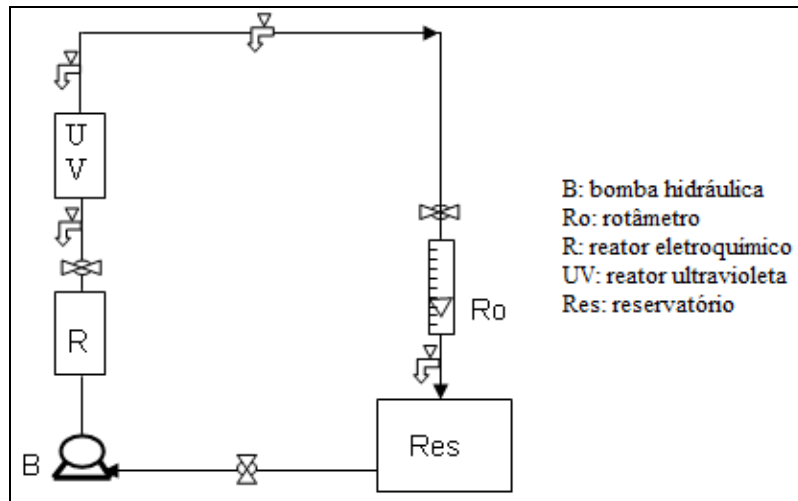 U
V
R
B
Ro
Res
B: bomba hidráulica
Ro: rotâmetro
R: reator eletroquímico
UV: reator ultravioleta
Res: reservatório